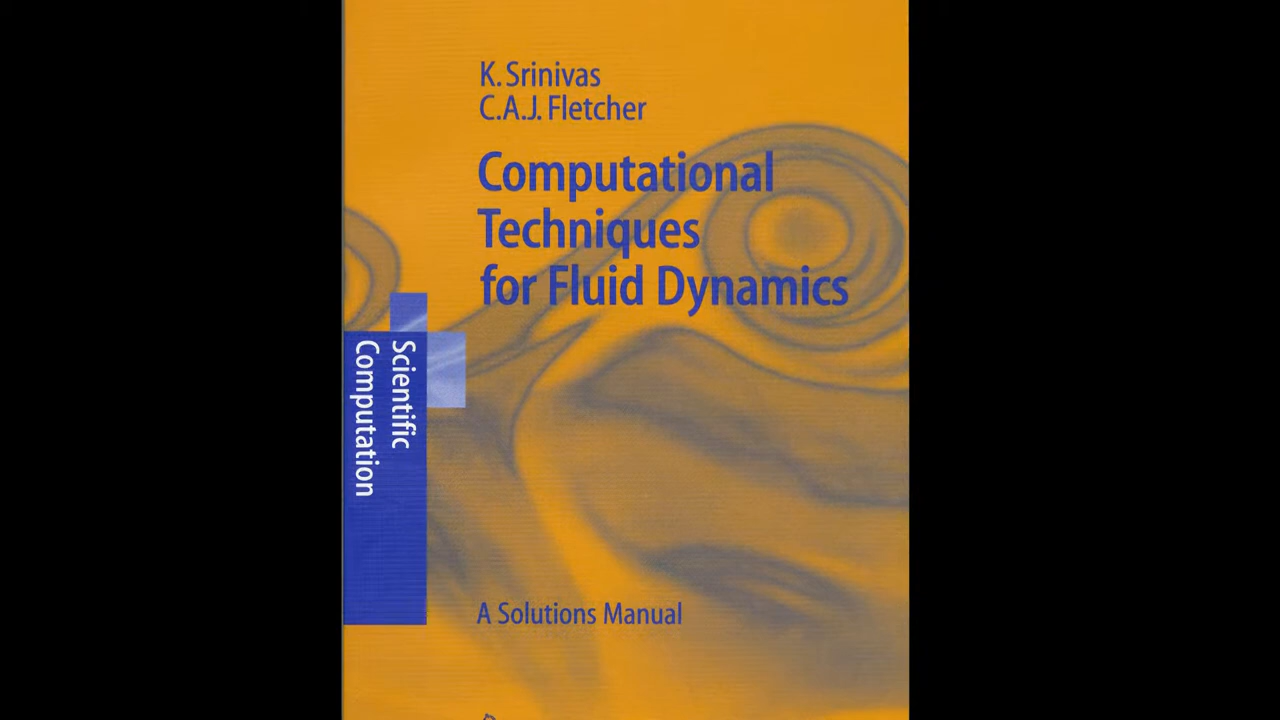 K. Srinivas
C.A.J. Fletcher
Computational
Techniques
for Fluid Dynamics
Scientific
Computation
A Solutions Manual